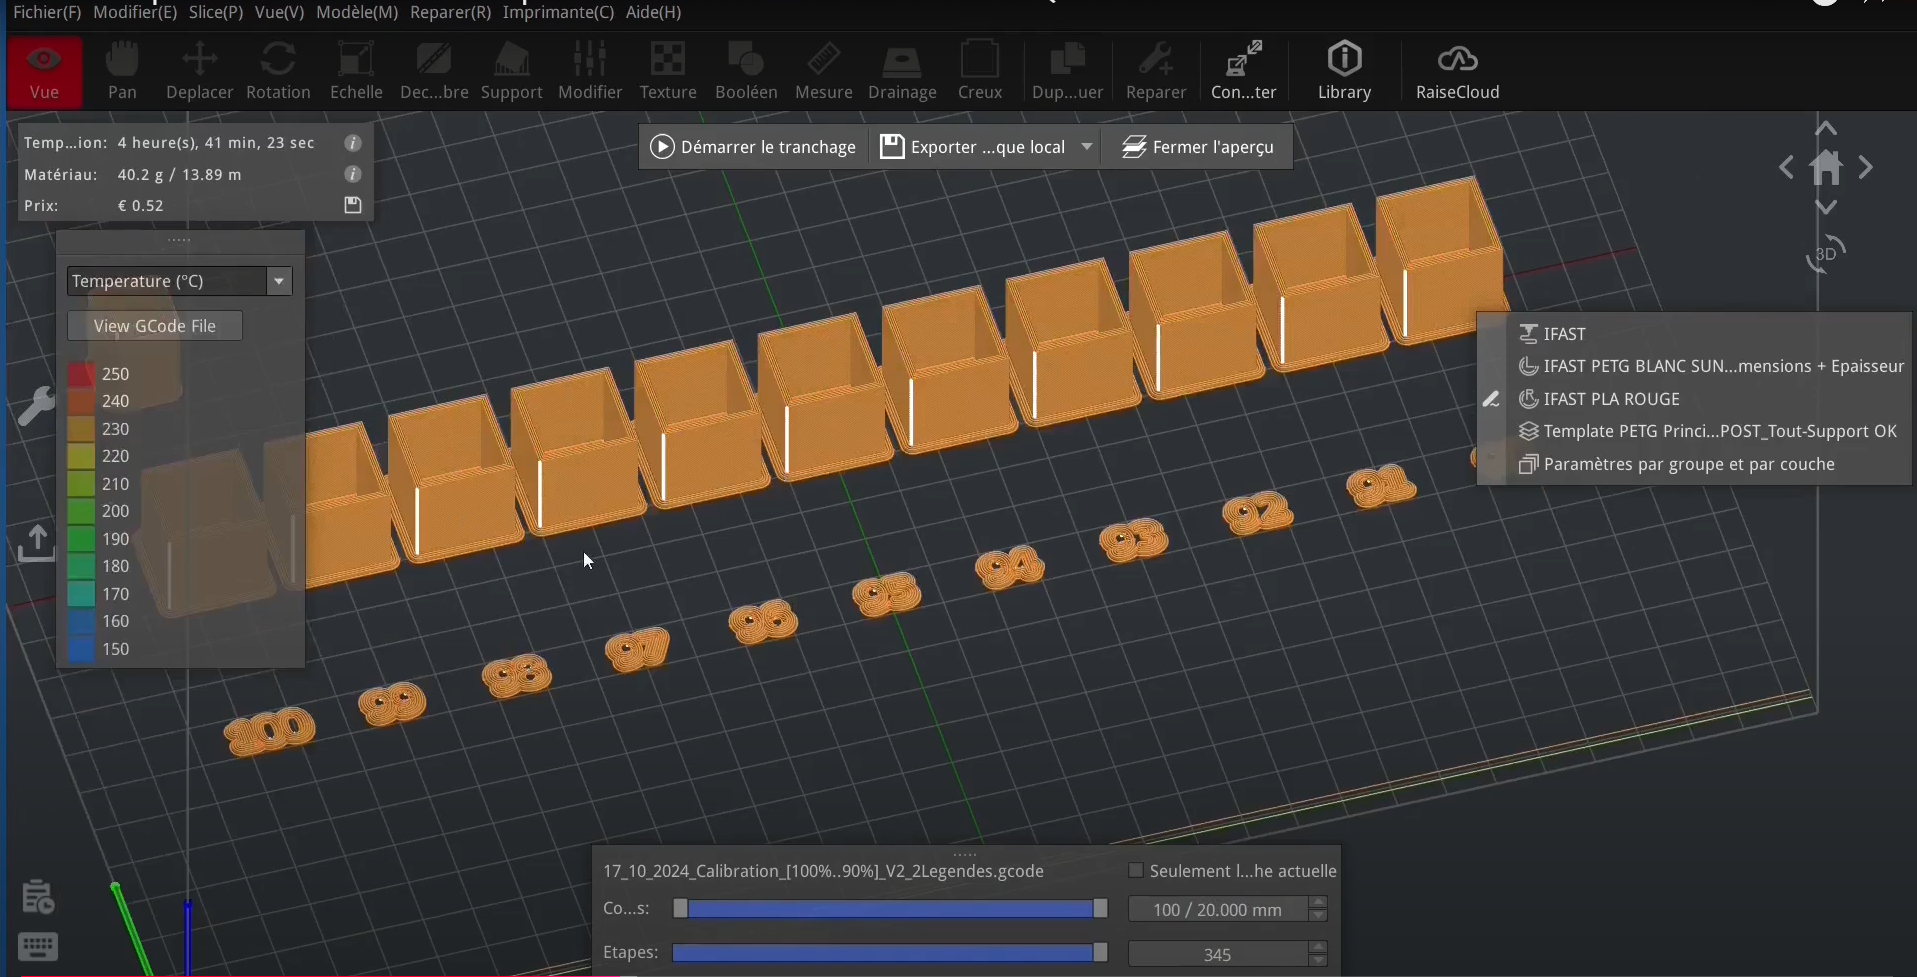 Fichier(F) Modifier(E) Slice(P) Vue(V) Modèle(M) Reparer(R) Imprimante(C) Aide(H)
Vue Pan Deplacer Rotation Echelle Dec...bre Support Modifier Texture Booléen Mesure Drainage Creux Dup...uer Reparer Con...ter Library RaiseCloud
Temp...ion: 4 heure(s), 41 min, 23 sec
Matériau: 40.2 g / 13.89 m
Prix: € 0.52
Démarrer le tranchage Exporter ...que local Fermer l'aperçu
3D
Temperature (°C)
View GCode File
250
240
230
220
210
200
190
180
170
160
150
IFAST
IFAST PETG BLANC SUN...mensions + Epaisseur
IFAST PLA ROUGE
Template PETG Princi...POST_Tout-Support OK
Paramètres par groupe et par couche
100 99 98 97 96 95 94 93 92 91
17_10_2024_Calibration_[100%..90%]_V2_2Legendes.gcode
Seulement l...he actuelle
Co...s: 100 / 20.000 mm
Etapes: 345